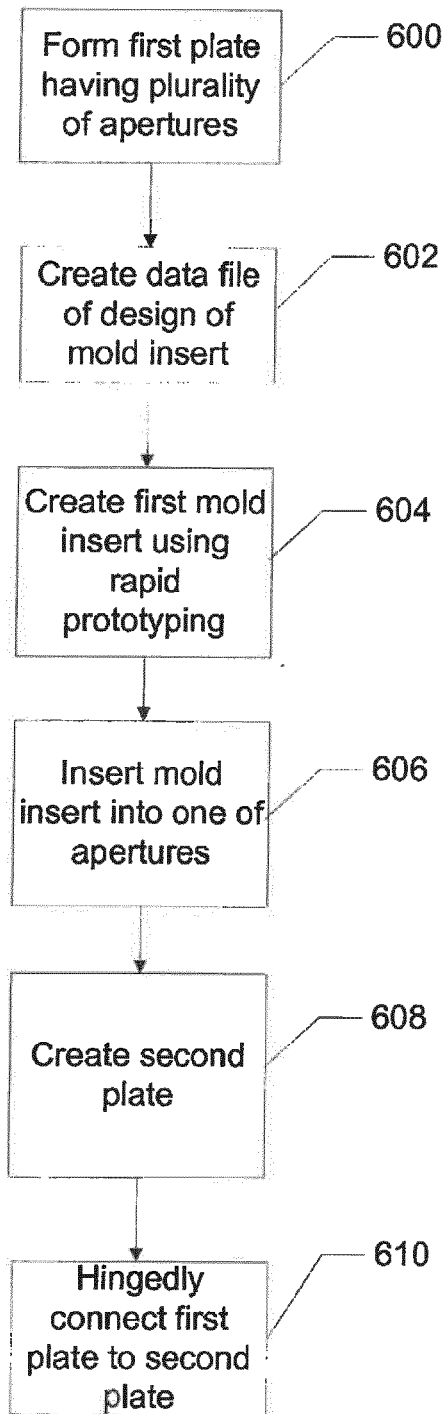 Form first plate
having plurality
of apertures
600
Create data file
of design of
mold insert
602
Create first mold
insert using
rapid
prototyping
604
Insert mold
insert into one of
apertures
606
Create second
plate
608
Hingedly
connect first
plate to second
plate
610